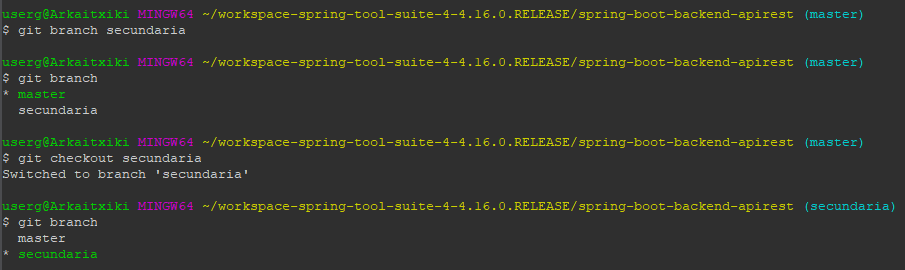 userg@Arkaitxiki MINGW64 ~/workspace-spring-tool-suite-4-4.16.0.RELEASE/spring-boot-backend-apirest (master)
$ git branch secundaria
userg@Arkaitxiki MINGW64 ~/workspace-spring-tool-suite-4-4.16.0.RELEASE/spring-boot-backend-apirest (master)
$ git branch
* master
  secundaria
userg@Arkaitxiki MINGW64 ~/workspace-spring-tool-suite-4-4.16.0.RELEASE/spring-boot-backend-apirest (master)
$ git checkout secundaria
Switched to branch 'secundaria'
userg@Arkaitxiki MINGW64 ~/workspace-spring-tool-suite-4-4.16.0.RELEASE/spring-boot-backend-apirest (secundaria)
$ git branch
  master
* secundaria